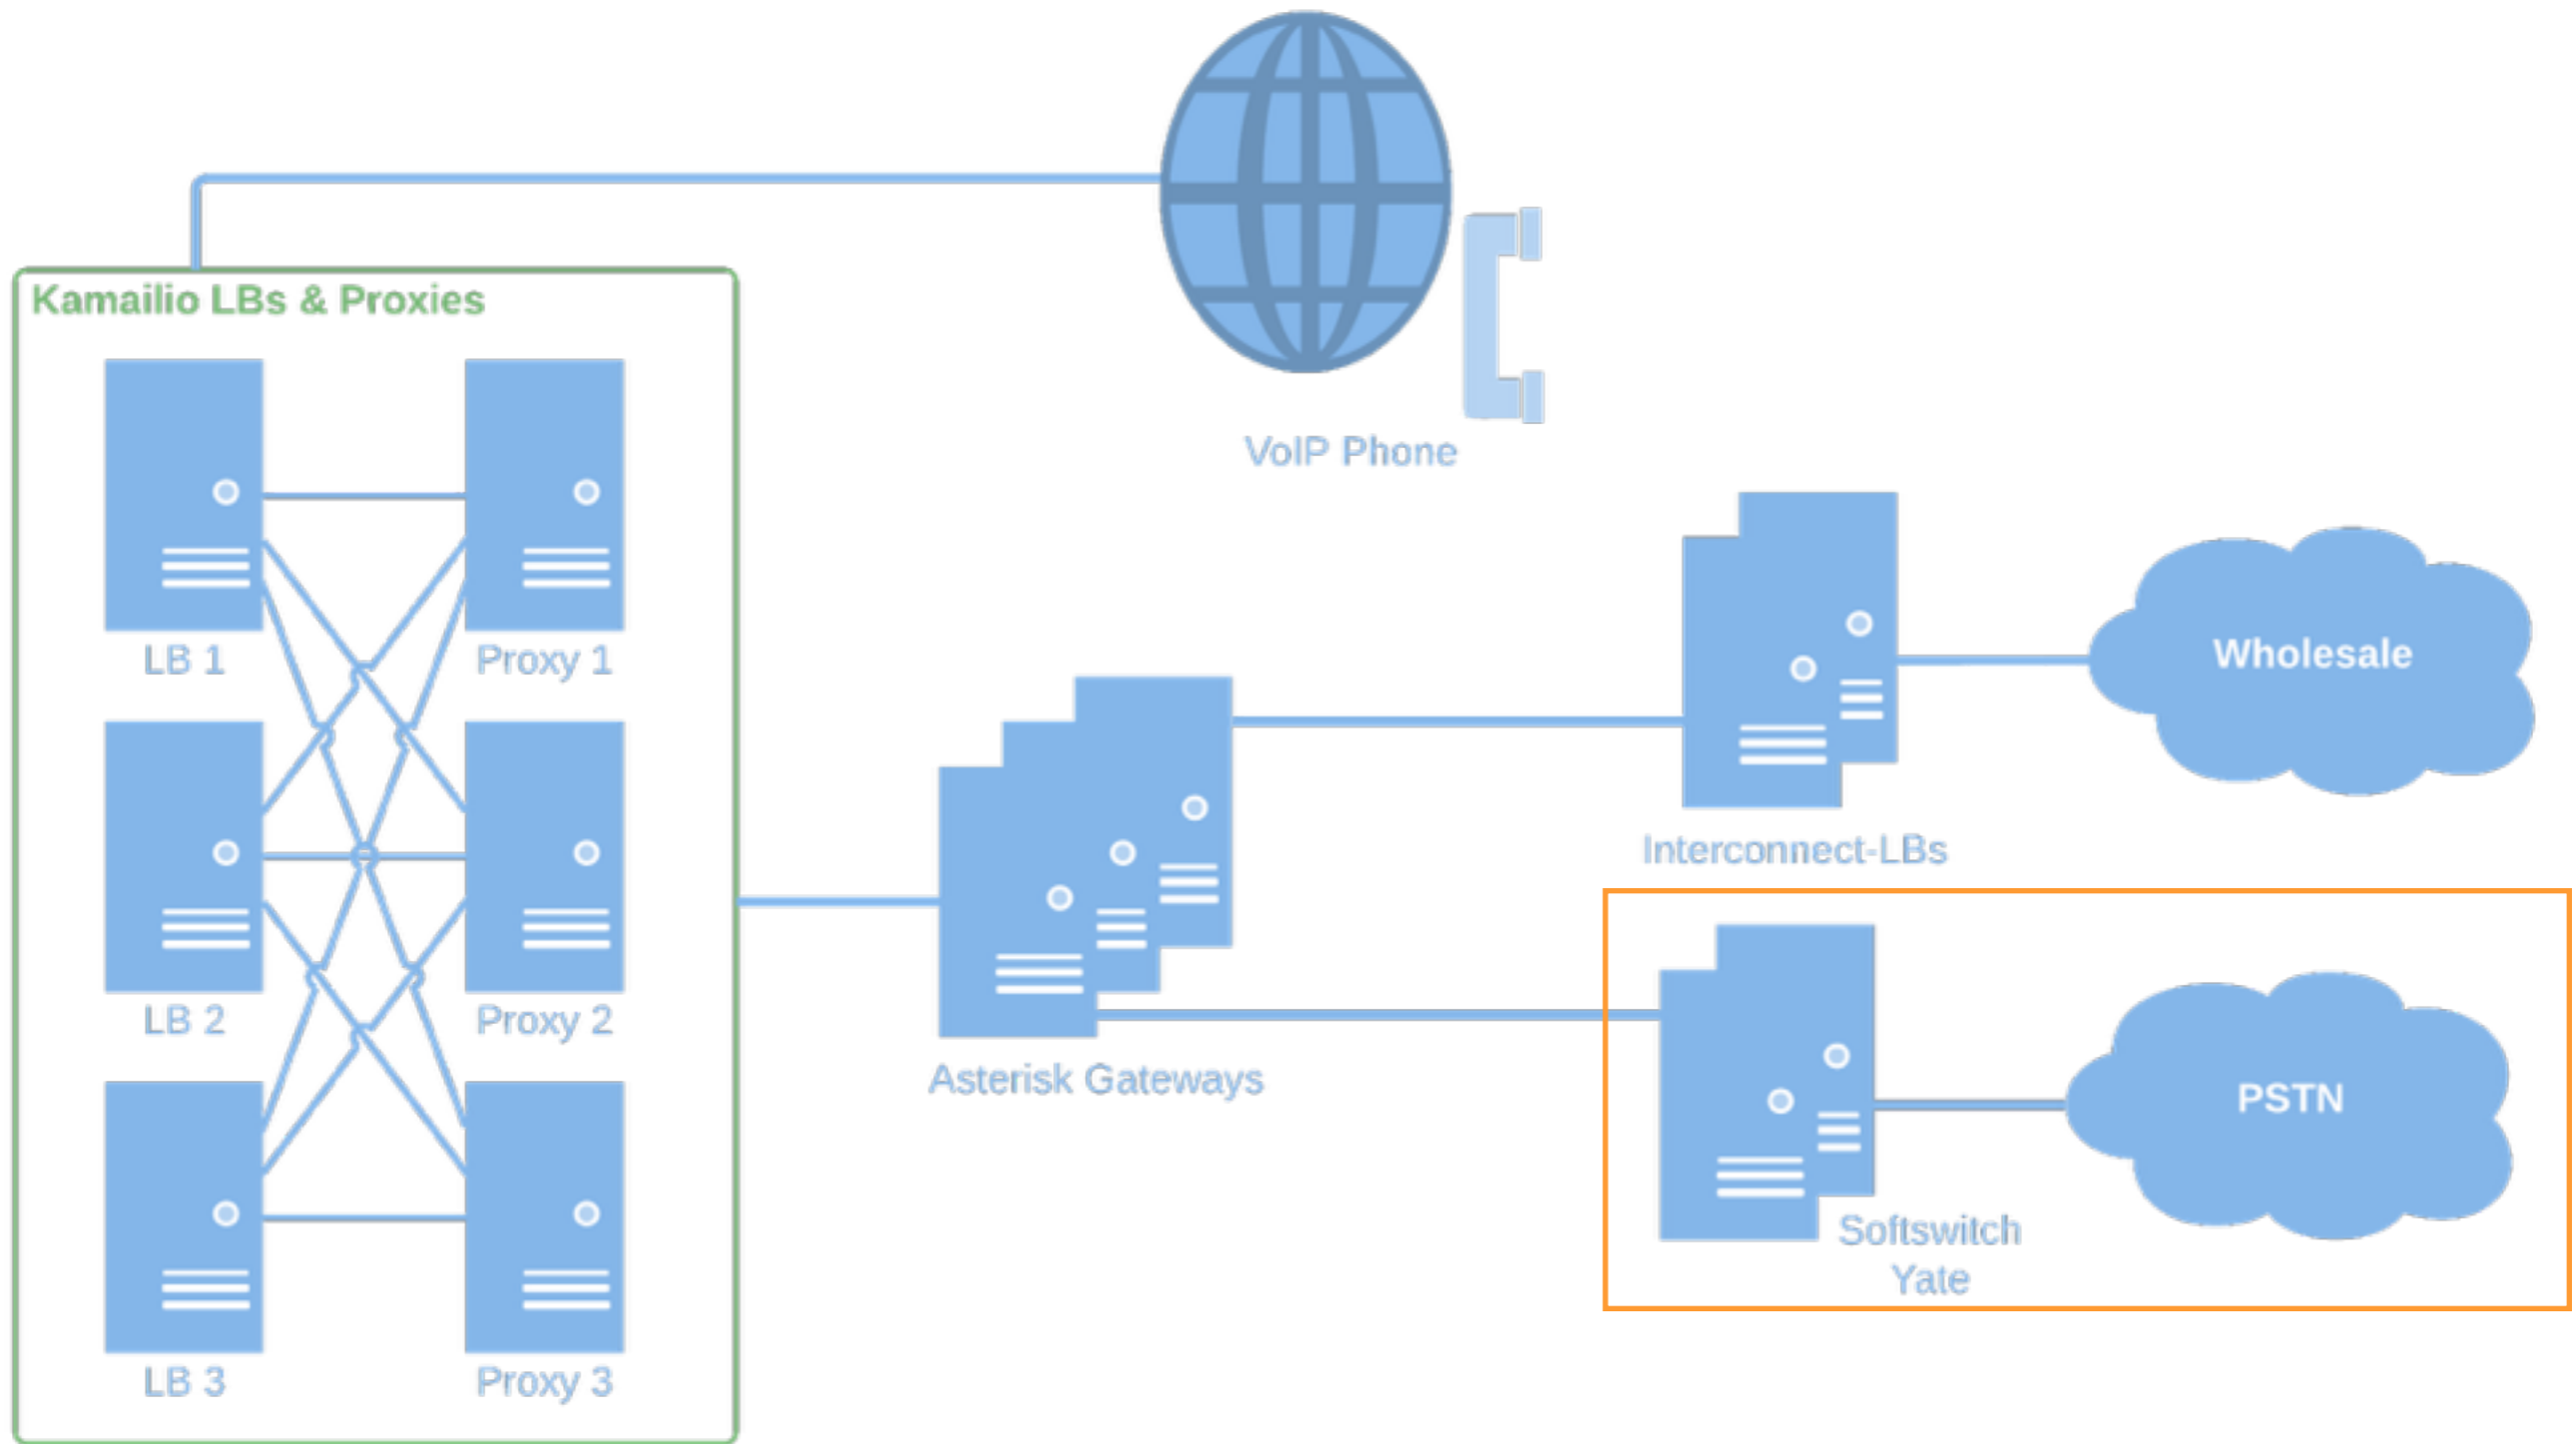 Kamailio LBs & Proxies
VoIP Phone
LB 1
Proxy 1
LB 2
Proxy 2
LB 3
Proxy 3
Asterisk Gateways
Interconnect-LBs
Wholesale
Softswitch
Yate
PSTN